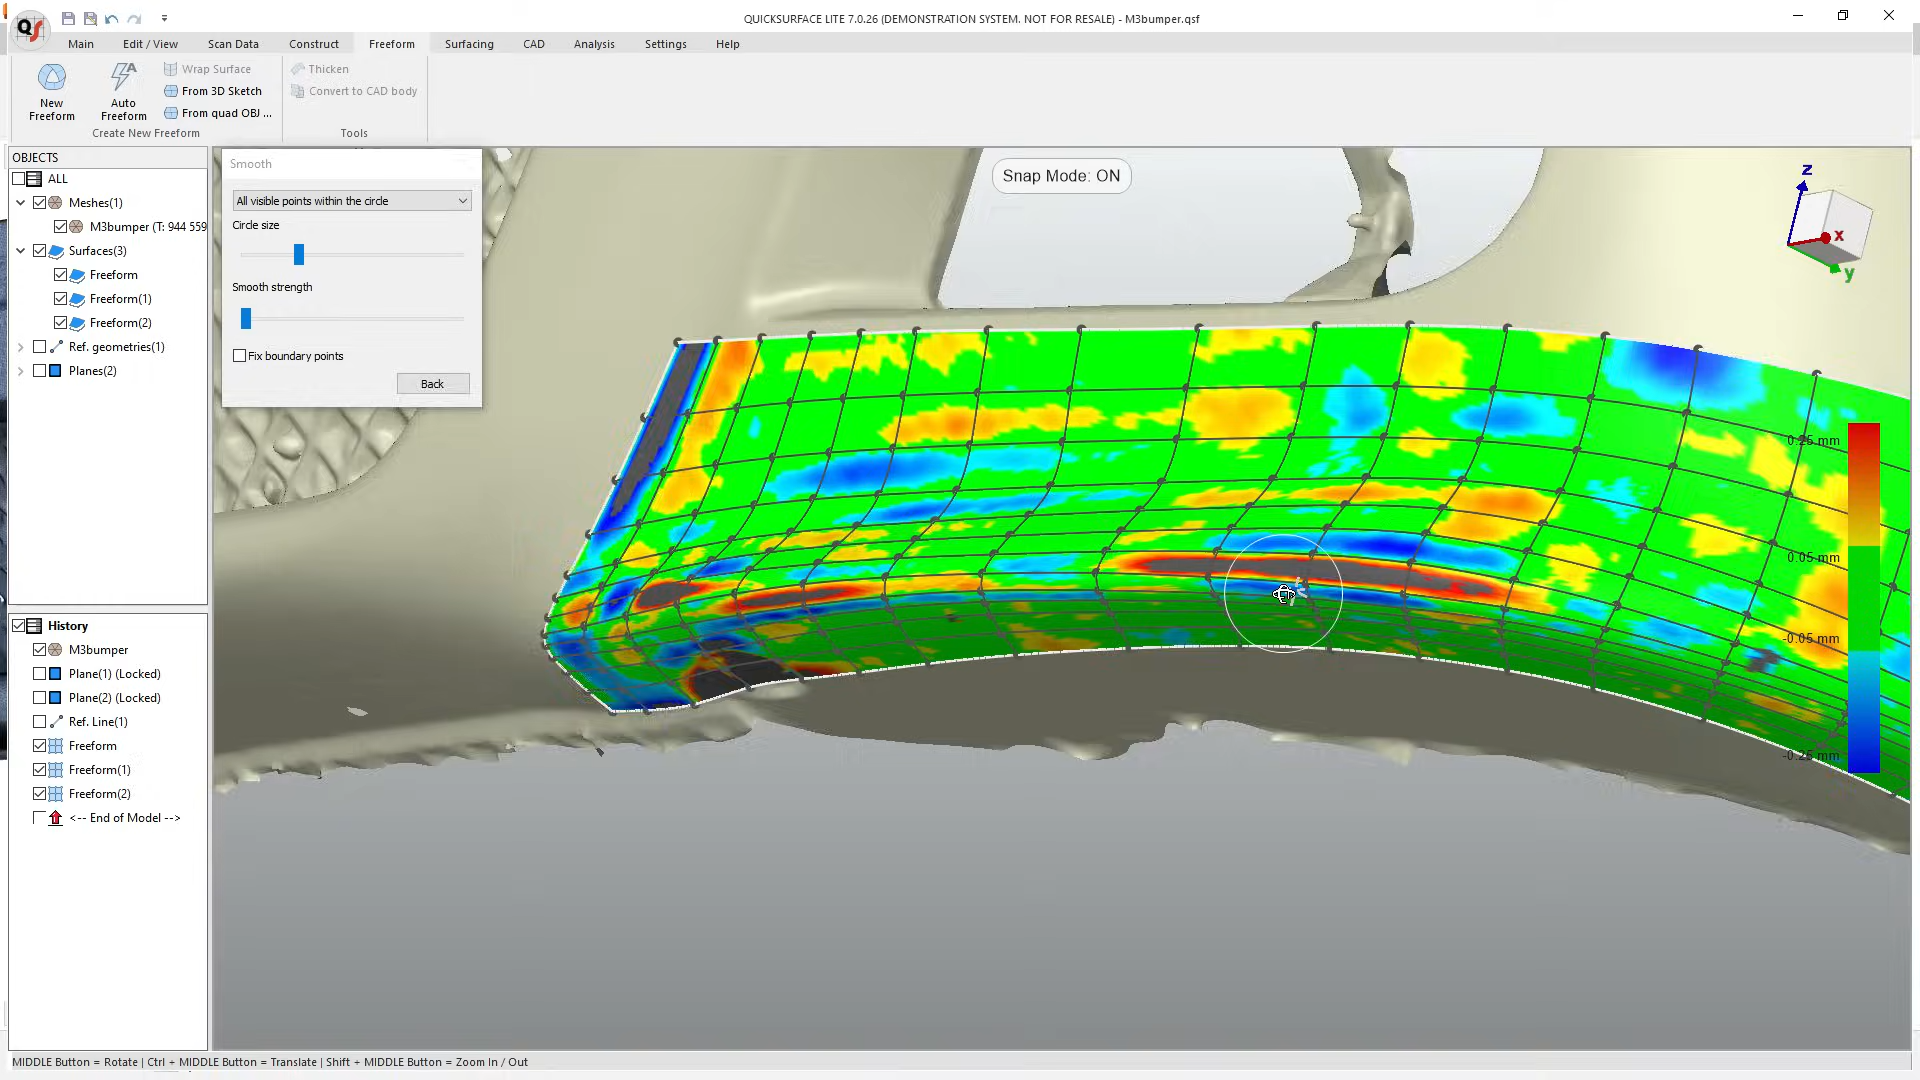 QUICKSURFACE LITE 7.0.26 (DEMONSTRATION SYSTEM. NOT FOR RESALE) - M3bumper.qsf
QS
Main
Edit / View
Scan Data
Construct
Freeform
Surfacing
CAD
Analysis
Settings
Help
New
Freeform
Auto
Freeform
Wrap Surface
From 3D Sketch
From quad OBJ ...
Create New Freeform
Thicken
Convert to CAD body
Tools
OBJECTS
ALL
Meshes(1)
M3bumper (T: 944 559
Surfaces(3)
Freeform
Freeform(1)
Freeform(2)
Ref. geometries(1)
Planes(2)
History
M3bumper
Plane(1) (Locked)
Plane(2) (Locked)
Ref. Line(1)
Freeform
Freeform(1)
Freeform(2)
<-- End of Model -->
Smooth
All visible points within the circle
Circle size
Smooth strength
Fix boundary points
Back
Snap Mode: ON
z
x
y
0.25 mm
0.05 mm
-0.05 mm
-0.25 mm
MIDDLE Button = Rotate | Ctrl + MIDDLE Button = Translate | Shift + MIDDLE Button = Zoom In / Out